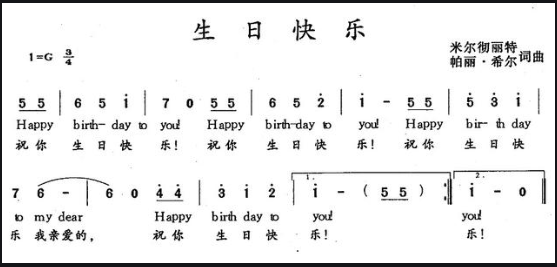 生日快乐
1=G 3/4
米尔彻丽特
帕丽·希尔 词曲
5 5 | 6 5 i | 7 0 5 5 | 6 5 2 | i - 5 5 | 5 3 i |
Happy birth-day to you! Happy birth-day to you! Happy bir- th day
祝你 生日快 乐! 祝你 生日快 乐! 祝你 生日快
7 6 - | 6 0 4 4 | 3 i 2 | 1. i - ( 5 5 ) :| 2. i - 0 ‖
to my dear Happy birth day to you! you!
乐 我亲爱的, 祝你 生日快 乐! 乐!